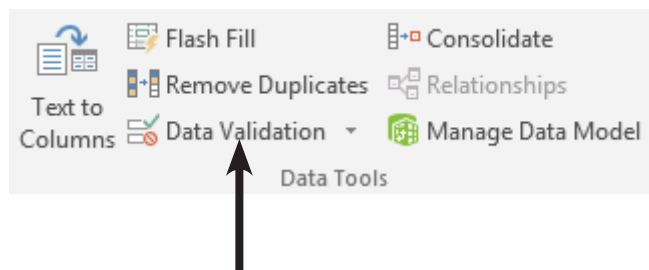 Text to
Columns
Flash Fill
Remove Duplicates
Data Validation
Consolidate
Relationships
Manage Data Model
Data Tools